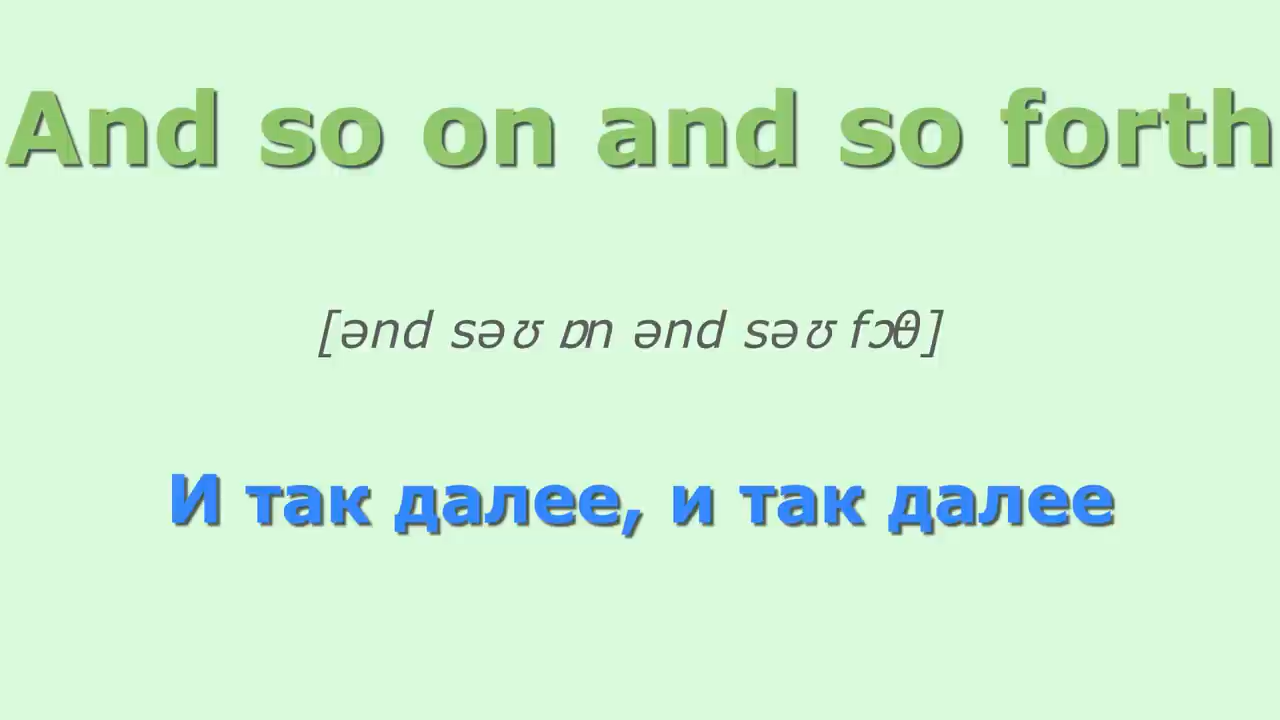 And so on and so forth
[ənd səʊ ɒn ənd səʊ fɔːθ]
И так далее, и так далее